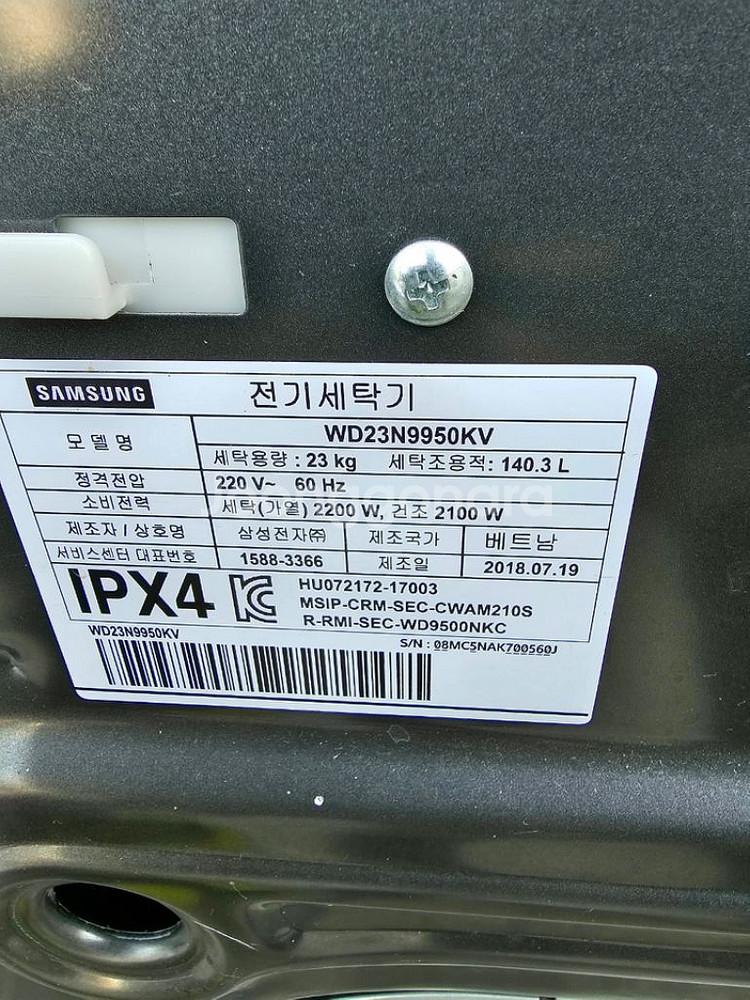 SAMSUNG 전기세탁기
모델명 WD23N9950KV
세탁용량 : 23 kg 세탁조용적: 140.3 L
정격전압 220 V~ 60 Hz
소비전력 세탁(가열) 2200 W, 건조 2100 W
제조자 / 상호명 삼성전자㈜ 제조국가 베트남
서비스센터 대표번호 1588-3366 제조일 2018.07.19
IPX4
HU072172-17003
MSIP-CRM-SEC-CWAM210S
R-RMI-SEC-WD9500NKC
WD23N9950KV
S/N : 08MC5NAK700560J
Joonggonara